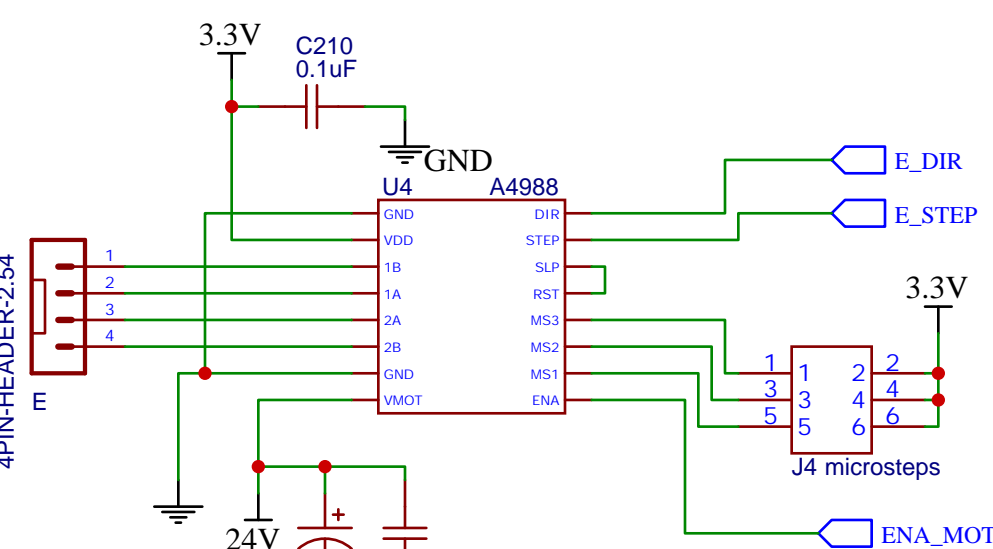 3.3V
C210
0.1uF
GND
U4
A4988
GND
VDD
1B
1A
2A
2B
GND
VMOT
DIR
STEP
SLP
RST
MS3
MS2
MS1
ENA
E_DIR
E_STEP
4PIN-HEADER-2.54
1
2
3
4
E
3.3V
1
3
5
1
3
5
2
4
6
2
4
6
J4 microsteps
24V
+
ENA_MOT